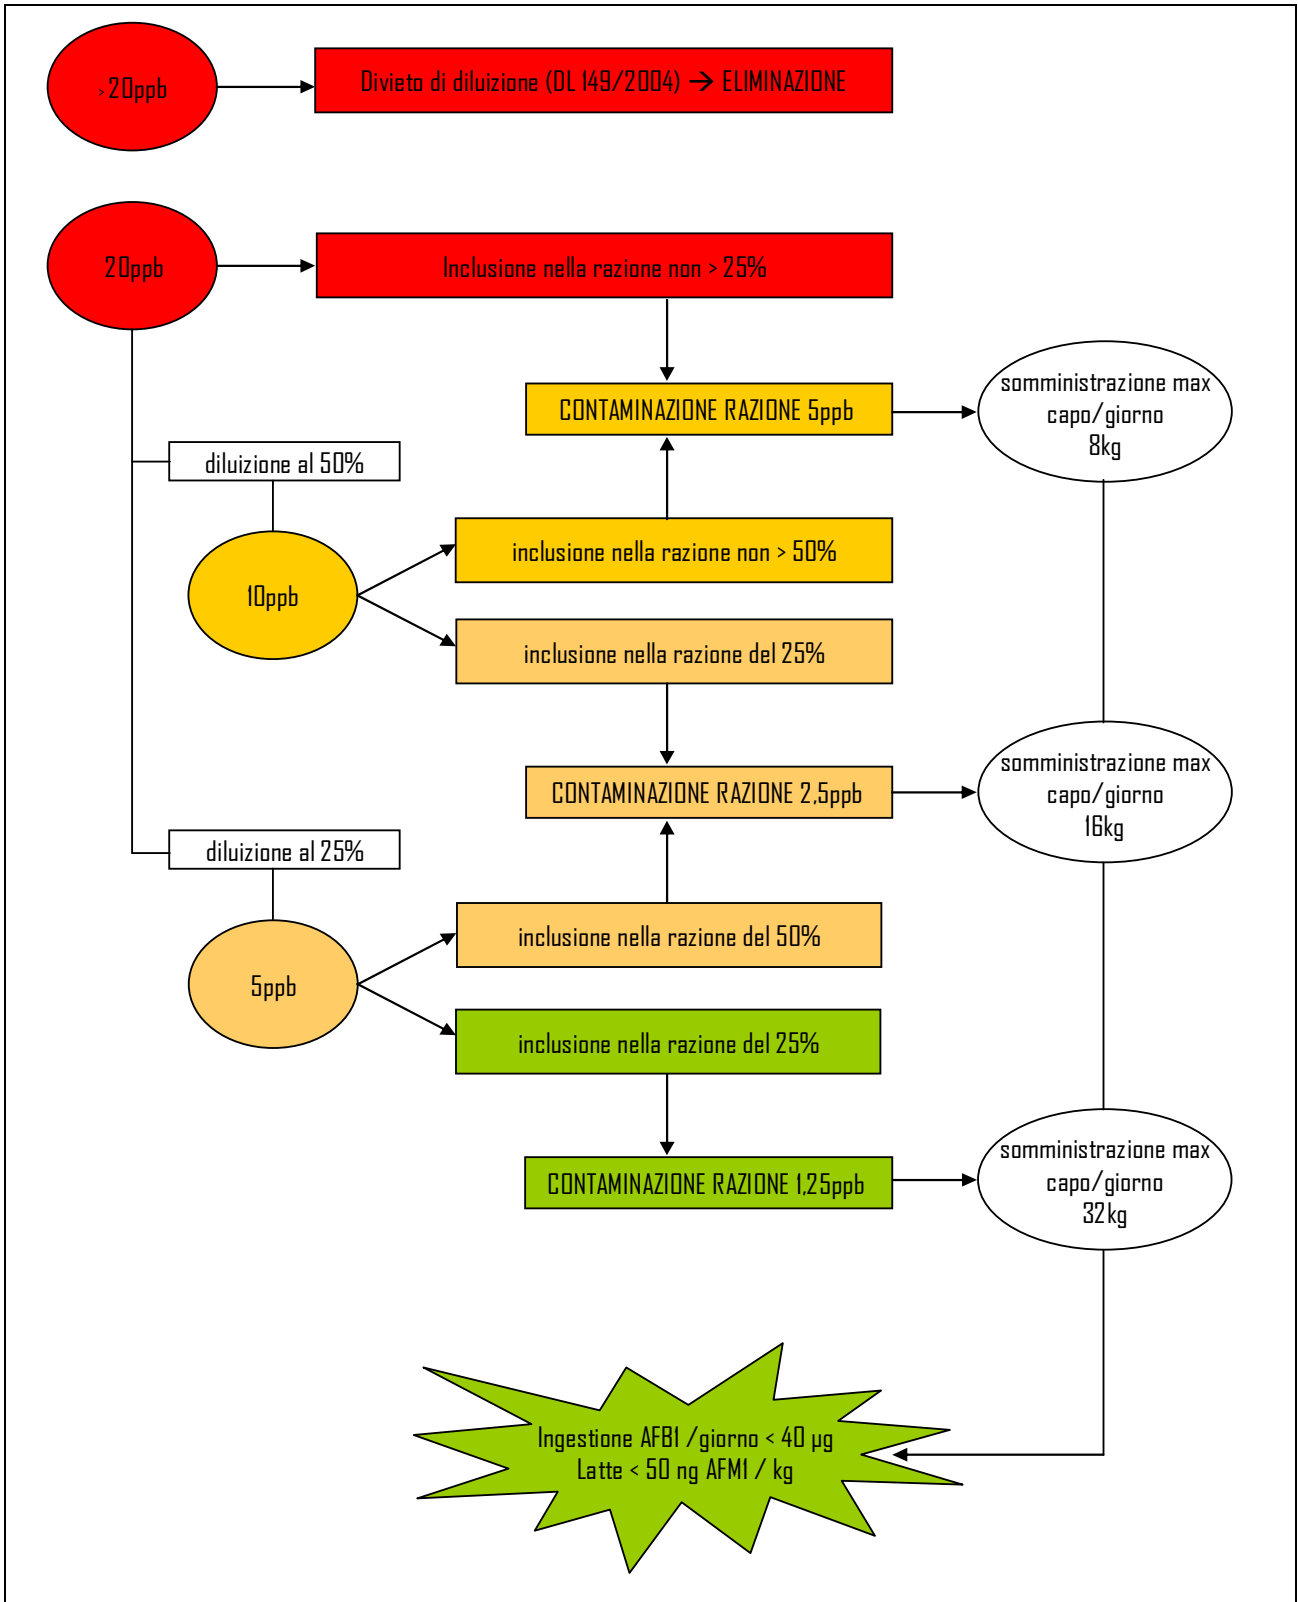 >20ppb
Divieto di diluizione (DL 149/2004) → ELIMINAZIONE
20ppb
Inclusione nella razione non > 25%
CONTAMINAZIONE RAZIONE 5ppb
somministrazione max
capo/giorno
8kg
diluizione al 50%
inclusione nella razione non > 50%
10ppb
inclusione nella razione del 25%
CONTAMINAZIONE RAZIONE 2,5ppb
somministrazione max
capo/giorno
16kg
diluizione al 25%
inclusione nella razione del 50%
5ppb
inclusione nella razione del 25%
CONTAMINAZIONE RAZIONE 1,25ppb
somministrazione max
capo/giorno
32kg
Ingestione AFB1 /giorno < 40 µg
Latte < 50 ng AFM1 / kg